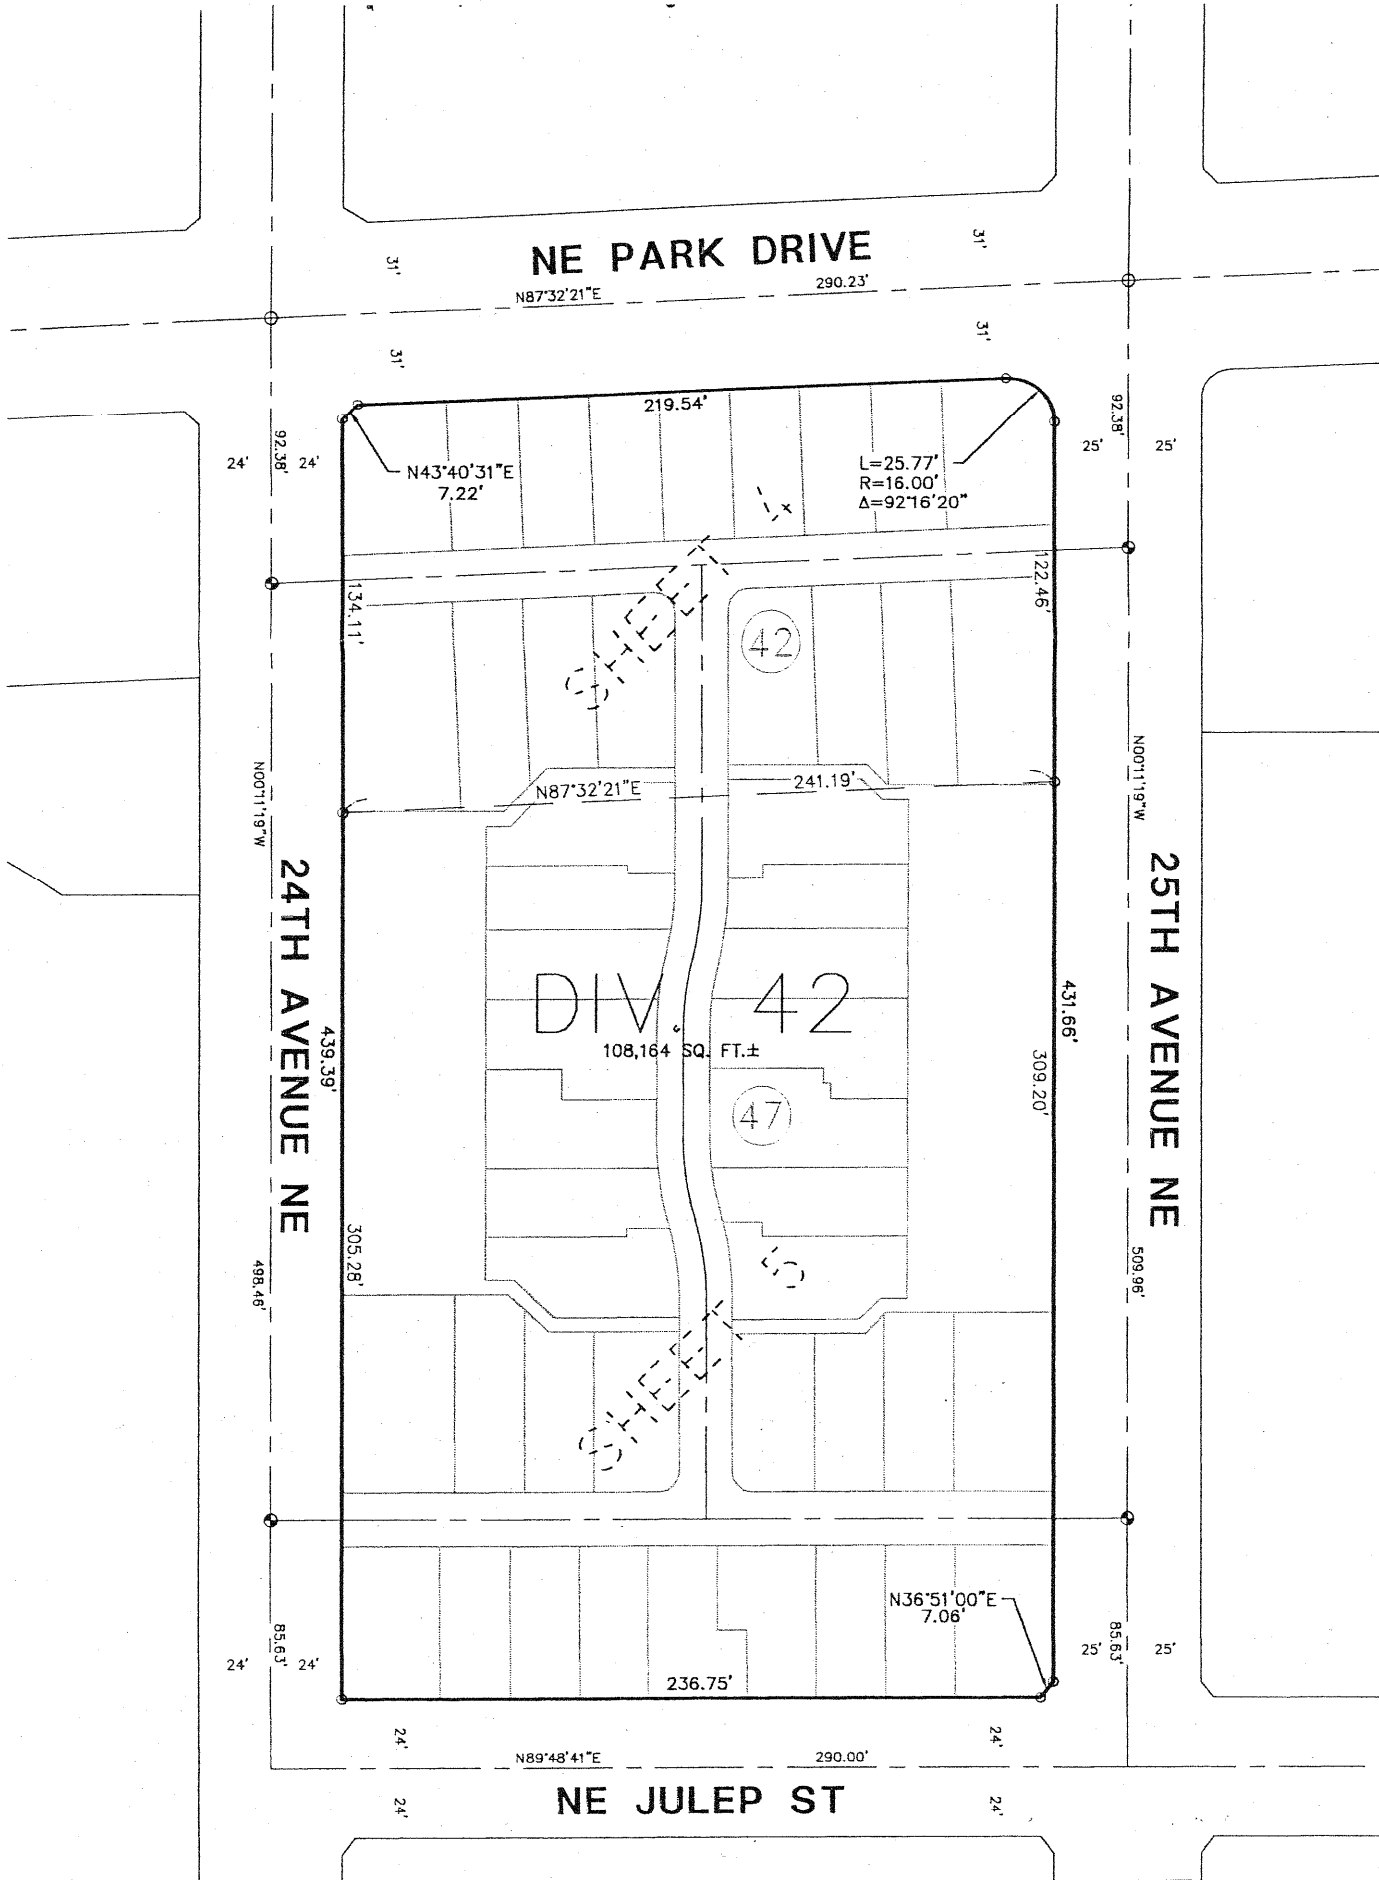 NE PARK DRIVE
31'
31'
N87°32'21"E
290.23'
31'
31'
219.54'
92.38'
24'
24'
N43°40'31"E
7.22'
L=25.77'
R=16.00'
Δ=92°16'20"
92.38'
25'
25'
134.11'
122.46'
SHEET 4
42
N87°32'21"E
241.19'
N00°11'19"W
N00°11'19"W
24TH AVENUE NE
25TH AVENUE NE
DIV. 42
108,164 SQ. FT.±
439.39'
431.66'
309.20'
47
305.28'
498.46'
509.96'
SHEET 5
N36°51'00"E
7.06'
85.63'
24'
24'
85.63'
25'
25'
236.75'
24'
24'
N89°48'41"E
290.00'
NE JULEP ST
24'
24'